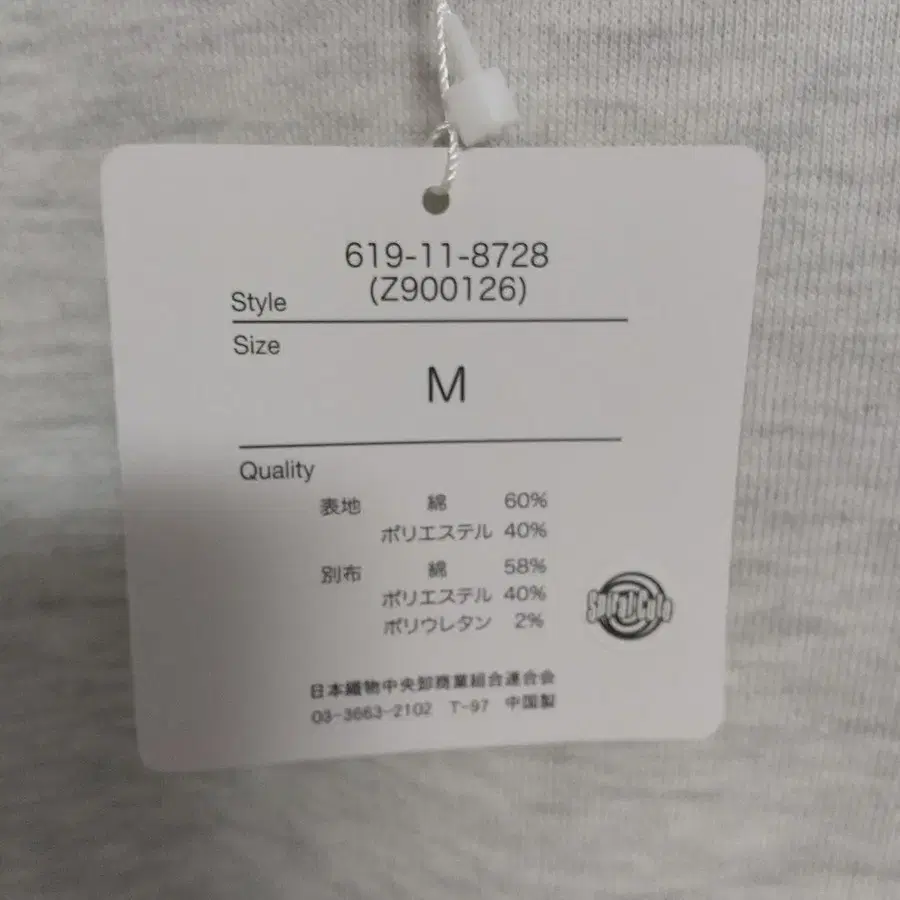 619-11-8728
Style (Z900126)
Size
M
Quality
表地 綿 60%
ポリエステル 40%
別布 綿 58%
ポリエステル 40%
ポリウレタン 2%
日本織物中央卸商業組合連合会
03-3663-2102 T-97 中国製